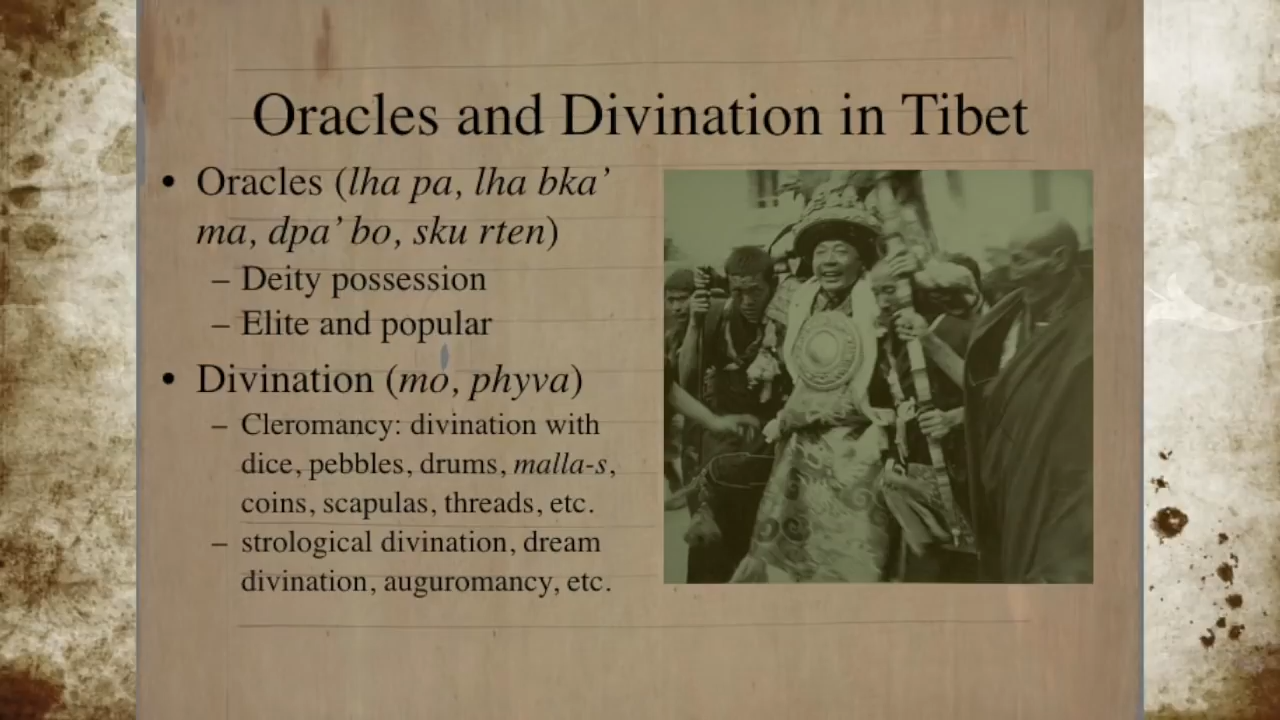 Oracles and Divination in Tibet
• Oracles (lha pa, lha bka’
ma, dpa’ bo, sku rten)
– Deity possession
– Elite and popular
• Divination (mo, phyva)
– Cleromancy: divination with
dice, pebbles, drums, malla-s,
coins, scapulas, threads, etc.
– strological divination, dream
divination, auguromancy, etc.